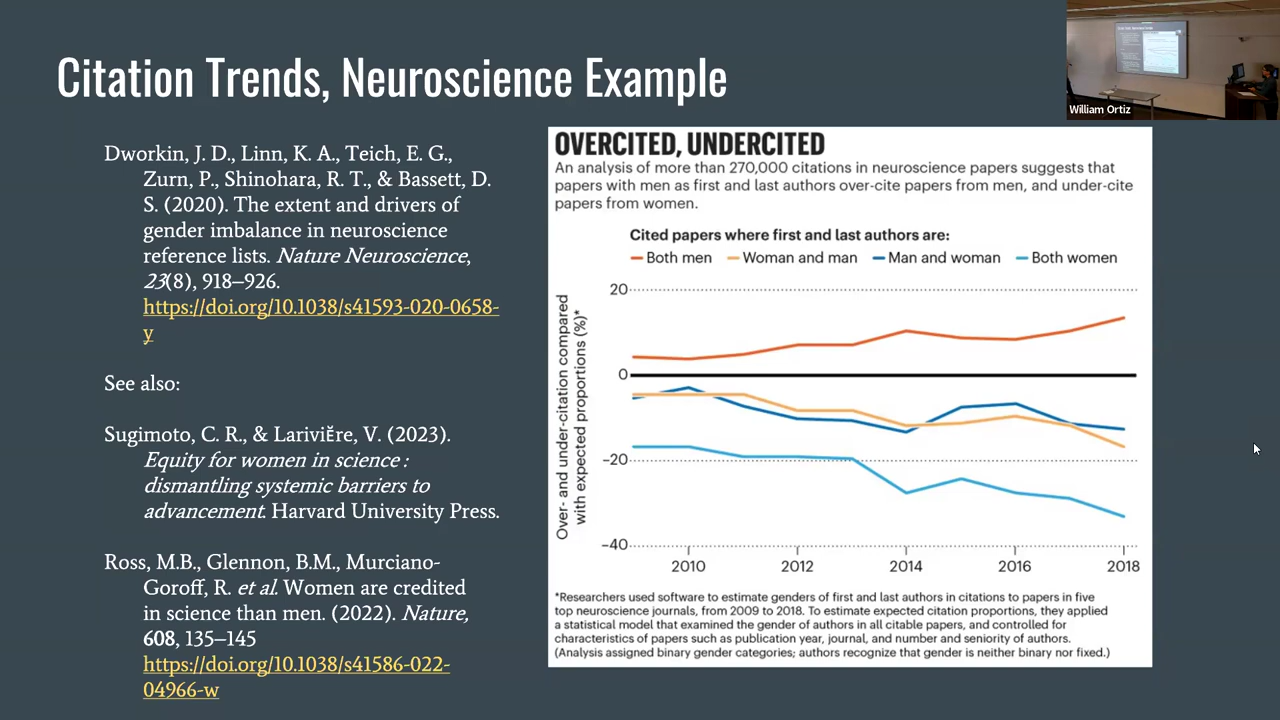 Citation Trends, Neuroscience Example
William Ortiz
Dworkin, J. D., Linn, K. A., Teich, E. G.,
Zurn, P., Shinohara, R. T., & Bassett, D.
S. (2020). The extent and drivers of
gender imbalance in neuroscience
reference lists. Nature Neuroscience,
23(8), 918–926.
https://doi.org/10.1038/s41593-020-0658-
y
See also:
Sugimoto, C. R., & Larivière, V. (2023).
Equity for women in science :
dismantling systemic barriers to
advancement. Harvard University Press.
Ross, M.B., Glennon, B.M., Murciano-
Goroff, R. et al. Women are credited
in science than men. (2022). Nature,
608, 135–145
https://doi.org/10.1038/s41586-022-
04966-w
OVERCITED, UNDERCITED
An analysis of more than 270,000 citations in neuroscience papers suggests that
papers with men as first and last authors over-cite papers from men, and under-cite
papers from women.
Cited papers where first and last authors are:
Both men Woman and man Man and woman Both women
Over- and under-citation compared
with expected proportions (%)*
20
0
–20
–40
2010 2012 2014 2016 2018
*Researchers used software to estimate genders of first and last authors in citations to papers in five
top neuroscience journals, from 2009 to 2018. To estimate expected citation proportions, they applied
a statistical model that examined the gender of authors in all citable papers, and controlled for
characteristics of papers such as publication year, journal, and number and seniority of authors.
(Analysis assigned binary gender categories; authors recognize that gender is neither binary nor fixed.)